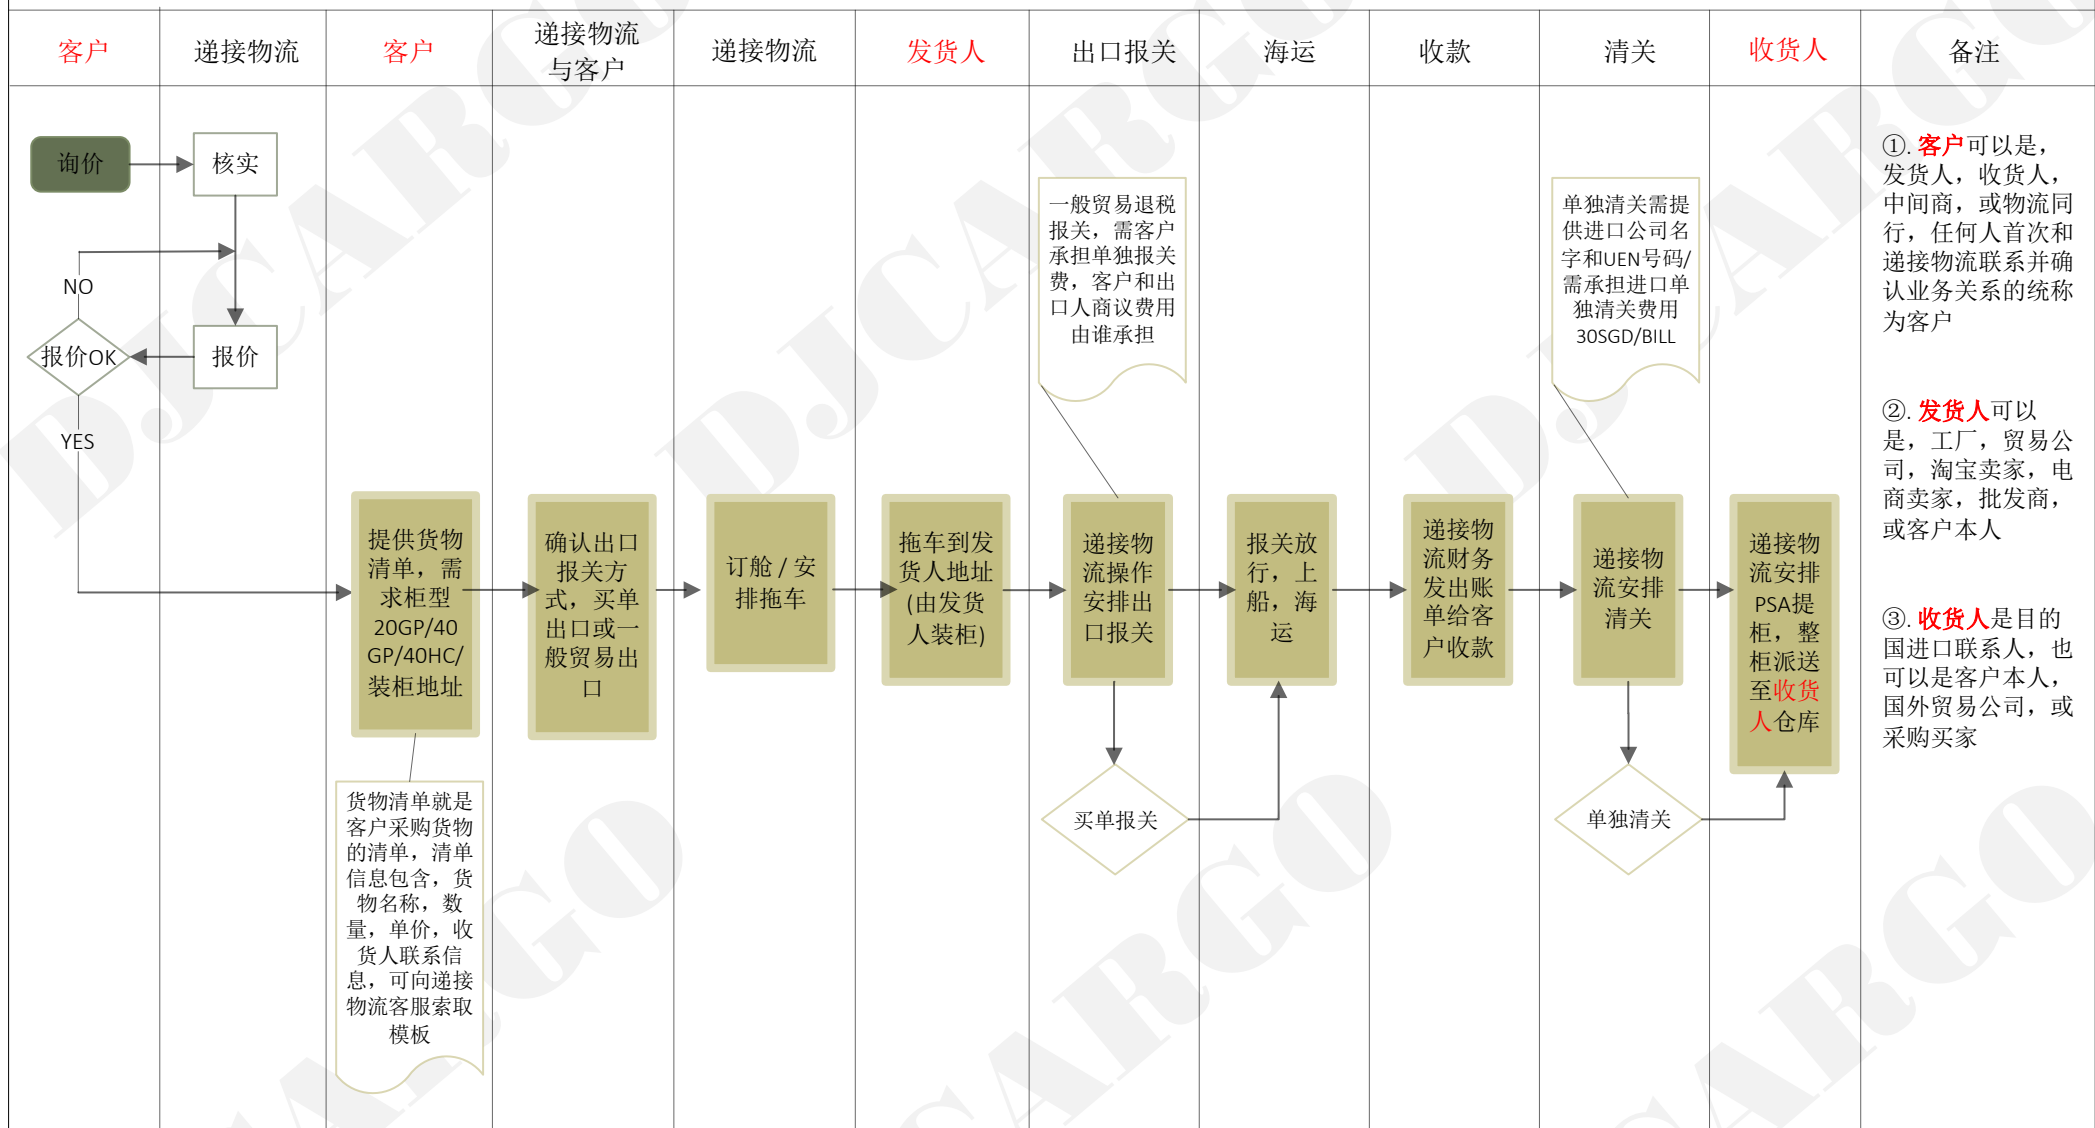 客户
递接物流
客户
递接物流
与客户
递接物流
发货人
出口报关
海运
收款
清关
收货人
备注
询价
核实
NO
报价OK
报价
YES
提供货物
清单，需
求柜型
20GP/40
GP/40HC/
装柜地址
货物清单就是
客户采购货物
的清单，清单
信息包含，货
物名称，数
量，单价，收
货人联系信
息，可向递接
物流客服索取
模板
确认出口
报关方
式，买单
出口或一
般贸易出
口
订舱 / 安
排拖车
拖车到发
货人地址
(由发货
人装柜)
一般贸易退税
报关，需客户
承担单独报关
费，客户和出
口人商议费用
由谁承担
递接物
流操作
安排出
口报关
买单报关
报关放
行，上
船，海
运
递接物
流财务
发出账
单给客
户收款
单独清关需提
供进口公司名
字和UEN号码/
需承担进口单
独清关费用
30SGD/BILL
递接物
流安排
清关
单独清关
递接物
流安排
PSA提
柜，整
柜派送
至收货
人仓库
①. 客户可以是，
发货人，收货人，
中间商，或物流同
行，任何人首次和
递接物流联系并确
认业务关系的统称
为客户
②. 发货人可以
是，工厂，贸易公
司，淘宝卖家，电
商卖家，批发商，
或客户本人
③. 收货人是目的
国进口联系人，也
可以是客户本人，
国外贸易公司，或
采购买家
DJCARGO
DJCARGO
DJCARGO
CARGO
CARGO
CARGO